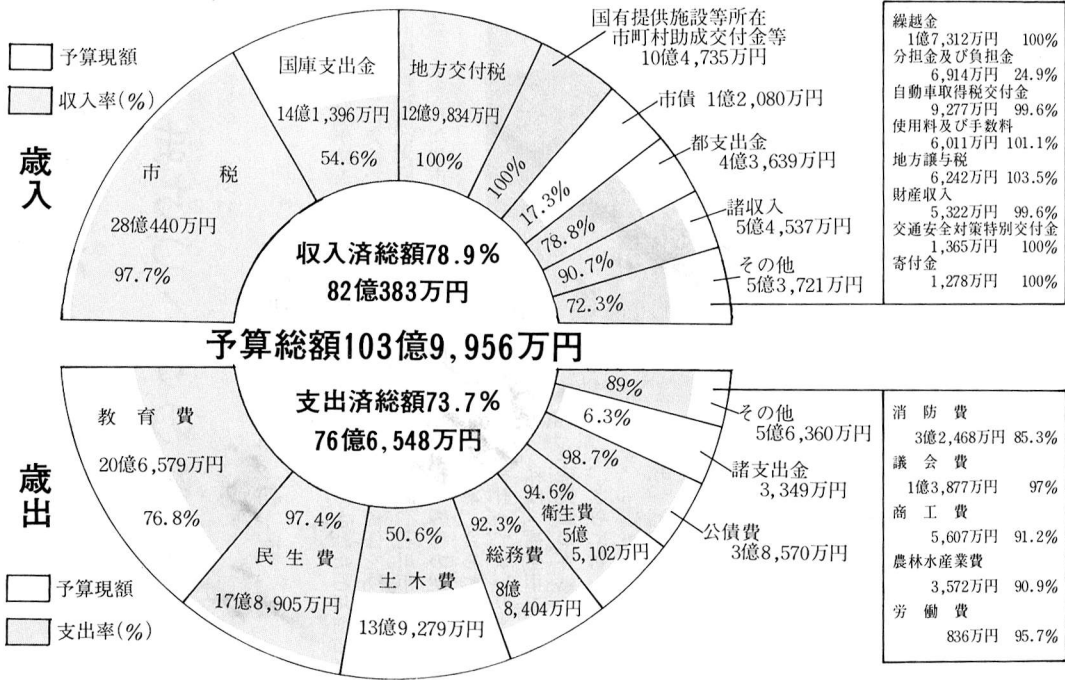 予算現額
収入率(%)
歳入
市税
28億440万円
97.7%
国庫支出金
14億1,396万円
54.6%
地方交付税
12億9,834万円
100%
国有提供施設等所在
市町村助成交付金等
10億4,735万円
100%
市債 1億2,080万円
17.3%
都支出金
4億3,639万円
78.8%
諸収入
5億4,537万円
90.7%
その他
5億3,721万円
72.3%
繰越金
1億7,312万円 100%
分担金及び負担金
6,914万円 24.9%
自動車取得税交付金
9,277万円 99.6%
使用料及び手数料
6,011万円 101.1%
地方譲与税
6,242万円 103.5%
財産収入
5,322万円 99.6%
交通安全対策特別交付金
1,365万円 100%
寄付金
1,278万円 100%
収入済総額78.9%
82億383万円
予算総額103億9,956万円
支出済総額73.7%
76億6,548万円
歳出
予算現額
支出率(%)
教育費
20億6,579万円
76.8%
97.4%
民生費
17億8,905万円
50.6%
土木費
13億9,279万円
92.3%
総務費
8億
8,404万円
94.6%
衛生費
5億
5,102万円
98.7%
公債費
3億8,570万円
6.3%
諸支出金
3,349万円
89%
その他
5億6,360万円
消防費
3億2,468万円 85.3%
議会費
1億3,877万円 97%
商工費
5,607万円 91.2%
農林水産業費
3,572万円 90.9%
労働費
836万円 95.7%